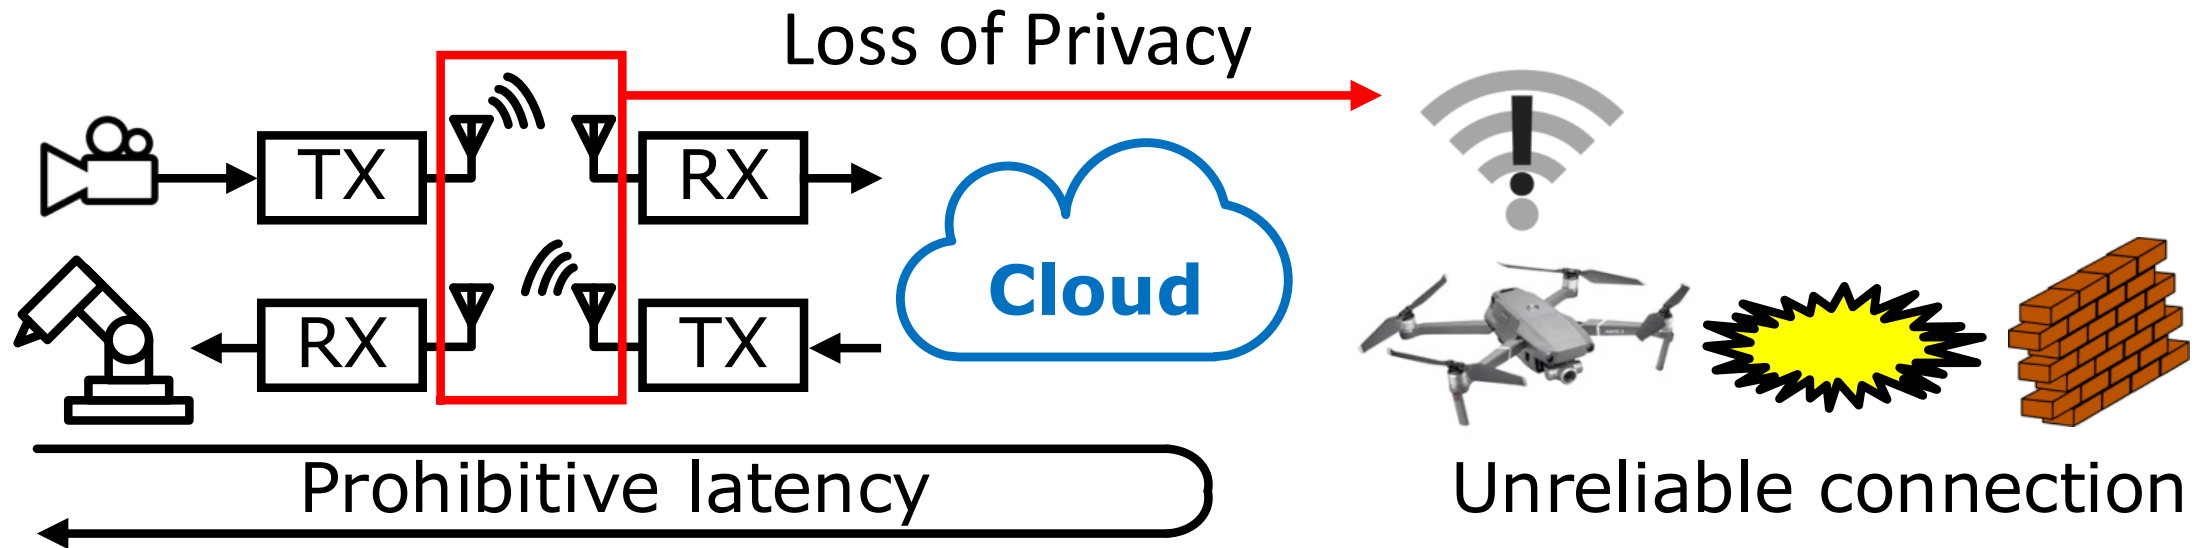 Loss of Privacy
TX
RX
Cloud
RX
TX
Prohibitive latency
Unreliable connection